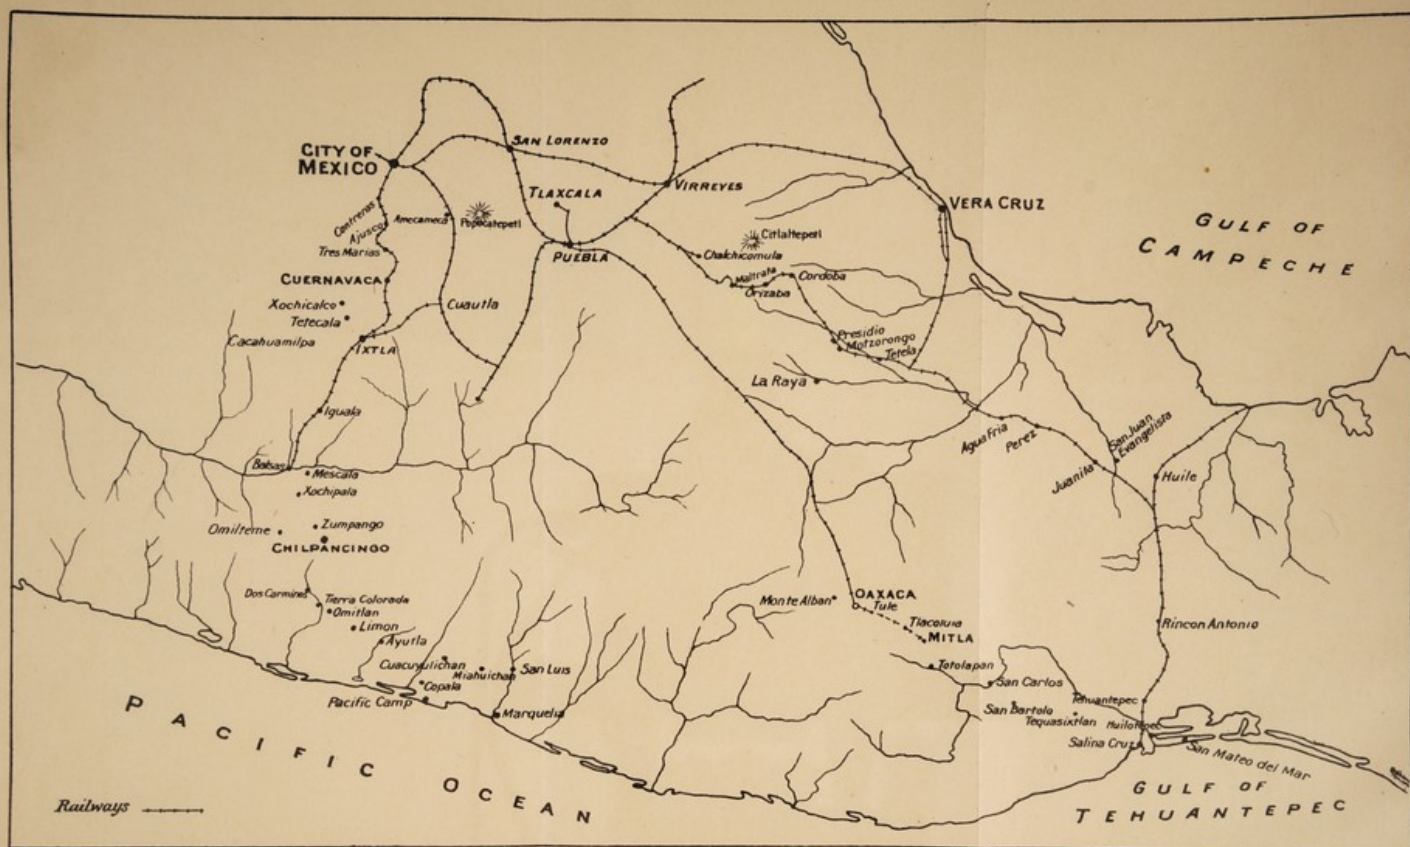 CITY OF
MEXICO
SAN LORENZO
TLAXCALA
VIRREYES
VERA CRUZ
GULF OF
CAMPECHE
Contreras
Ajusco
Amecameca
Popocatepetl
Tres Marias
PUEBLA
Citlaltepetl
Chalchicomula
Maltrata
Orizaba
Cordoba
CUERNAVACA
Xochicalco
Tetecala
Cuautla
Cacahuamilpa
IXTLA
Presidio
Motzorongo
Tetela
La Raya
Iguala
Agua Fria
Perez
San Juan
Evangelista
Juanita
Huile
Balsas
Mescala
Xochipala
Omilteme
Zumpango
CHILPANCINGO
Dos Carmines
Tierra Colorada
Omitlan
Limon
Ayutla
Monte Alban
OAXACA
Tule
Tlacolula
MITLA
Rincon Antonio
Cuacuyulichan
Miahuichan
San Luis
Copala
Pacific Camp
Marquelia
Totolapan
San Carlos
San Bartolo
Tequasixtlan
Tehuantepec
Huilotepec
Salina Cruz
San Mateo del Mar
PACIFIC OCEAN
GULF OF
TEHUANTEPEC
Railways